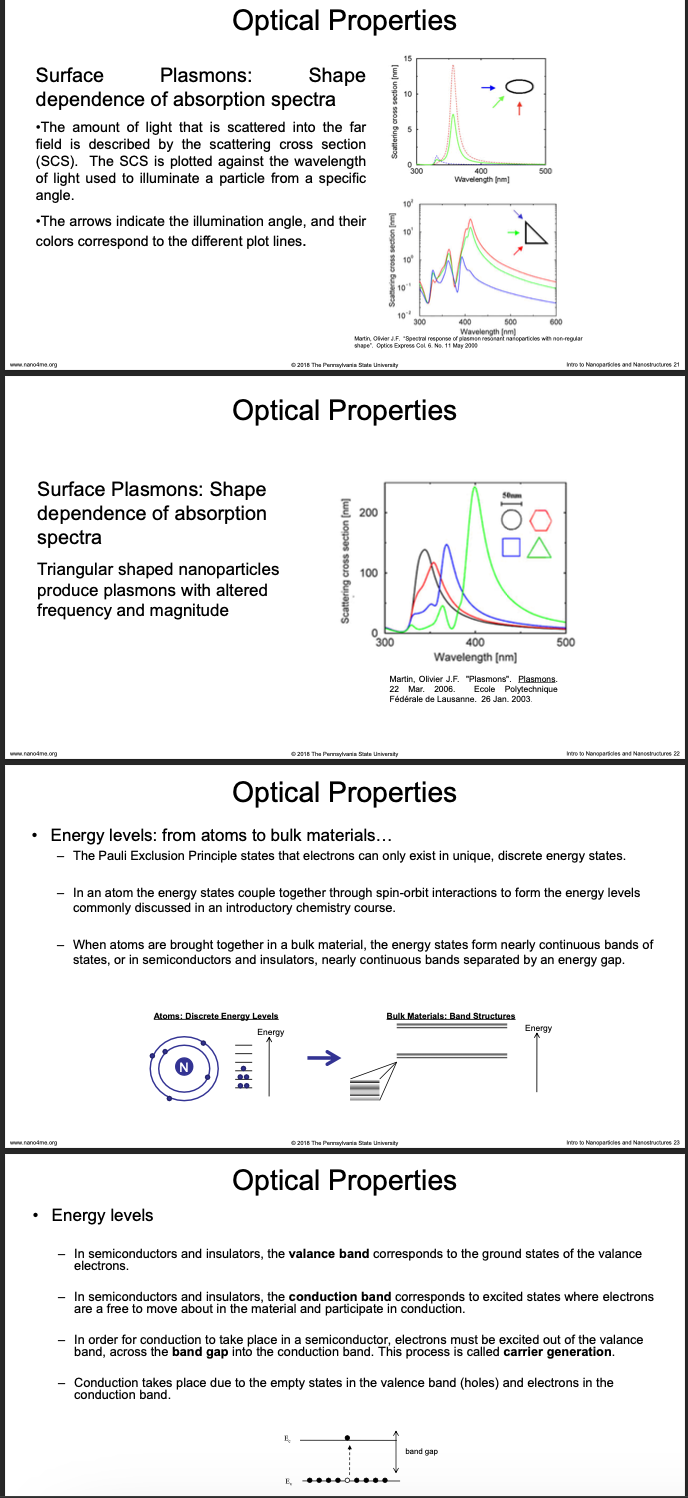 Optical Properties
Surface Plasmons: Shape
dependence of absorption spectra
•The amount of light that is scattered into the far
field is described by the scattering cross section
(SCS). The SCS is plotted against the wavelength
of light used to illuminate a particle from a specific
angle.
•The arrows indicate the illumination angle, and their
colors correspond to the different plot lines.
Scattering cross section [nm]
15
10
5
0
300 400 500
Wavelength [nm]
Scattering cross section [nm]
10²
10¹
10⁰
10⁻¹
10⁻²
300 400 500 600
Wavelength [nm]
Martin, Olivier J.F. "Spectral response of plasmon resonant nanoparticles with non-regular
shape". Optics Express Col. 6. No. 11 May 2000
www.nano4me.org
© 2018 The Pennsylvania State University
Intro to Nanoparticles and Nanostructures 21
Optical Properties
Surface Plasmons: Shape
dependence of absorption
spectra
Triangular shaped nanoparticles
produce plasmons with altered
frequency and magnitude
Scattering cross section [nm]
200
100
0
50nm
300 400 500
Wavelength [nm]
Martin, Olivier J.F. "Plasmons". Plasmons.
22 Mar. 2006. Ecole Polytechnique
Fédérale de Lausanne. 26 Jan. 2003.
www.nano4me.org
© 2018 The Pennsylvania State University
Intro to Nanoparticles and Nanostructures 22
Optical Properties
• Energy levels: from atoms to bulk materials…
– The Pauli Exclusion Principle states that electrons can only exist in unique, discrete energy states.
– In an atom the energy states couple together through spin-orbit interactions to form the energy levels
commonly discussed in an introductory chemistry course.
– When atoms are brought together in a bulk material, the energy states form nearly continuous bands of
states, or in semiconductors and insulators, nearly continuous bands separated by an energy gap.
Atoms: Discrete Energy Levels
Energy
N
Bulk Materials: Band Structures
Energy
www.nano4me.org
© 2018 The Pennsylvania State University
Intro to Nanoparticles and Nanostructures 23
Optical Properties
• Energy levels
– In semiconductors and insulators, the valance band corresponds to the ground states of the valance
electrons.
– In semiconductors and insulators, the conduction band corresponds to excited states where electrons
are a free to move about in the material and participate in conduction.
– In order for conduction to take place in a semiconductor, electrons must be excited out of the valance
band, across the band gap into the conduction band. This process is called carrier generation.
– Conduction takes place due to the empty states in the valence band (holes) and electrons in the
conduction band.
E_c
band gap
E_v